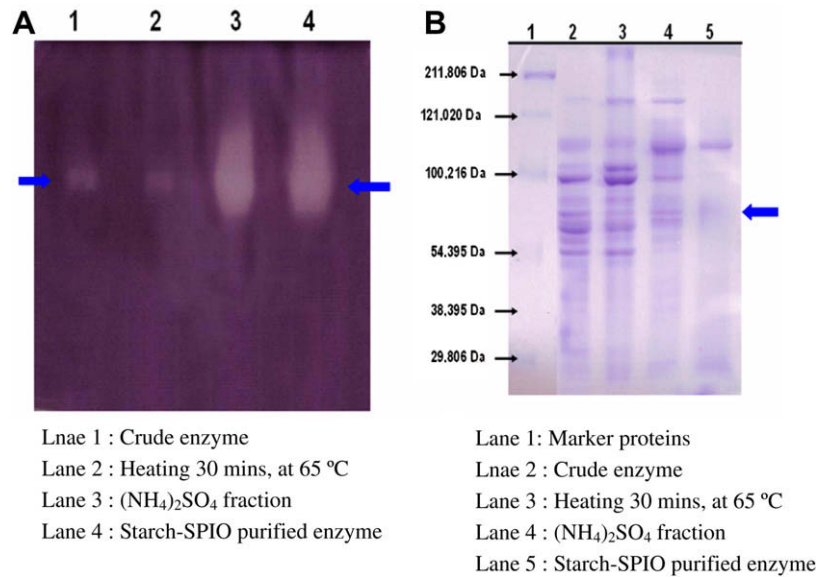 A
1 2 3 4
Lnae 1 : Crude enzyme
Lane 2 : Heating 30 mins, at 65 ºC
Lane 3 : (NH₄)₂SO₄ fraction
Lane 4 : Starch-SPIO purified enzyme
B
1 2 3 4 5
211.806 Da
121.020 Da
100.216 Da
54.395 Da
38,395 Da
29.806 Da
Lane 1: Marker proteins
Lnae 2 : Crude enzyme
Lane 3 : Heating 30 mins, at 65 ºC
Lane 4 : (NH₄)₂SO₄ fraction
Lane 5 : Starch-SPIO purified enzyme